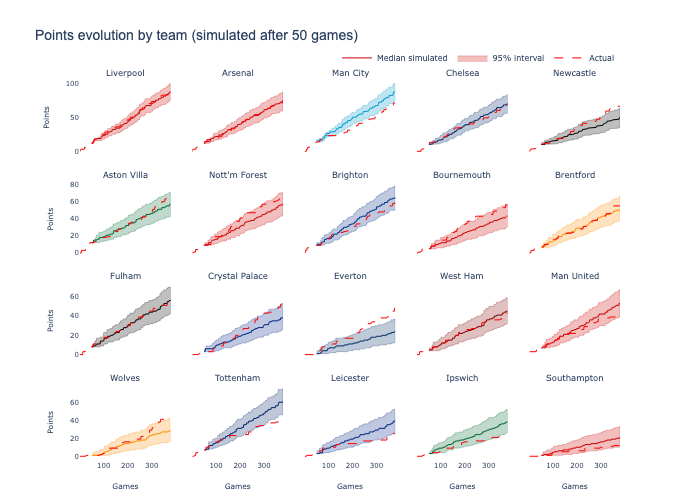 Points evolution by team (simulated after 50 games)
Median simulated 95% interval Actual
Liverpool Arsenal Man City Chelsea Newcastle
100
50
0
Points
Aston Villa Nott'm Forest Brighton Bournemouth Brentford
80
60
40
20
0
Points
Fulham Crystal Palace Everton West Ham Man United
60
40
20
0
Points
Wolves Tottenham Leicester Ipswich Southampton
60
40
20
0
Points
100 200 300 100 200 300 100 200 300 100 200 300 100 200 300
Games Games Games Games Games